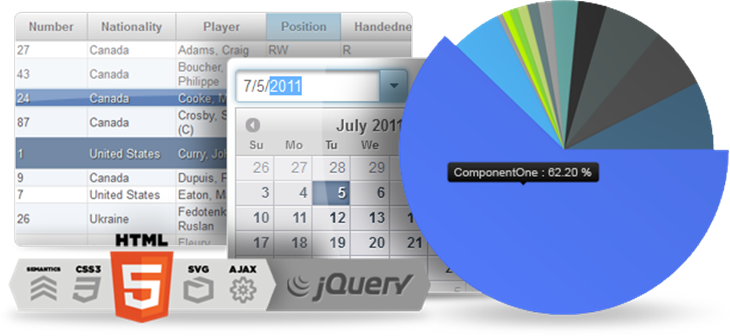 Number Nationality Player Position Handedne
27 Canada Adams, Craig RW R
43 Canada Boucher, Philippe
24 Canada Cooke, M
87 Canada Crosby, S (C)
1 United States Curry, Jo
9 Canada Dupuis, F
7 United States Eaton, M
26 Ukraine Fedotenk Ruslan
Fleury
7/5/2011
July 2011
Su Mo Tu We
26 27 28 29
3 4 5 6
10 11 12 13
17 18 19 20 21
2
ComponentOne : 62.20 %
HTML
SEMANTICS CSS3 5 SVG AJAX jQuery